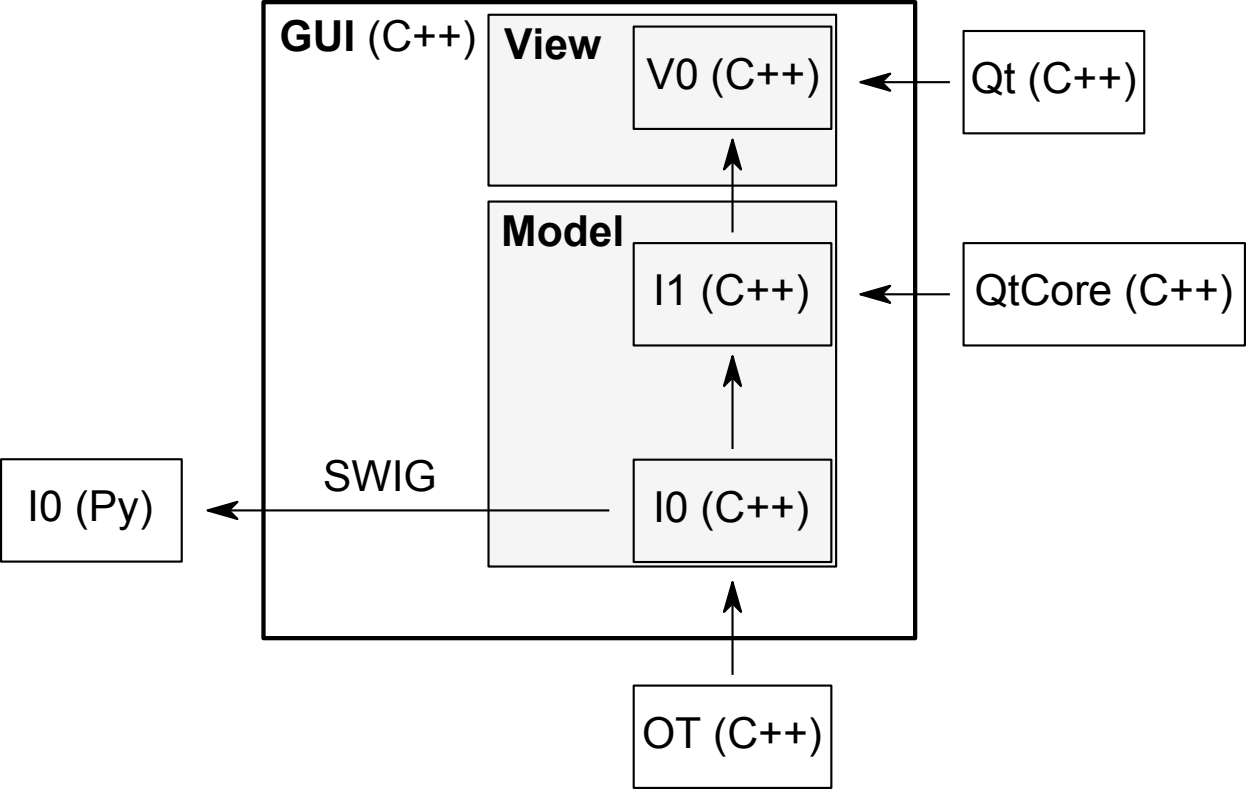 GUI (C++)
View
V0 (C++)
Qt (C++)
Model
I1 (C++)
QtCore (C++)
SWIG
I0 (Py)
I0 (C++)
OT (C++)